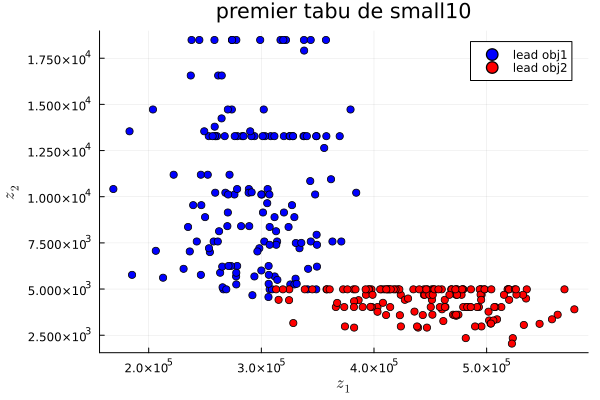 premier tabu de small10
lead obj1
lead obj2
1.750×10⁴
1.500×10⁴
1.250×10⁴
1.000×10⁴
7.500×10³
5.000×10³
2.500×10³
z₂
2.0×10⁵ 3.0×10⁵ 4.0×10⁵ 5.0×10⁵
z₁